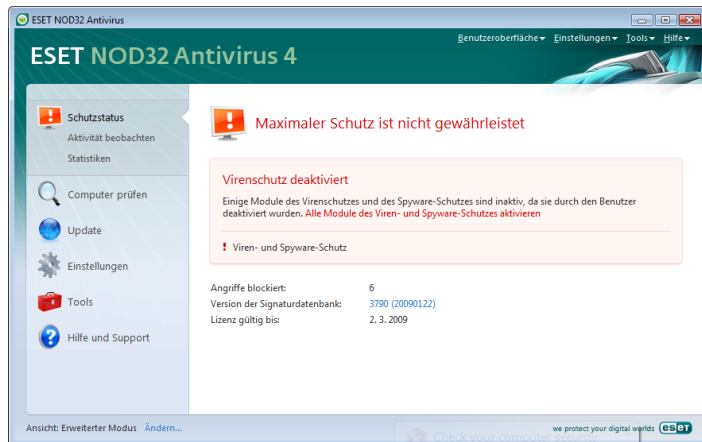 ESET NOD32 Antivirus
Benutzeroberfläche Einstellungen Tools Hilfe
ESET NOD32 Antivirus 4
Schutzstatus
Aktivität beobachten
Statistiken
Computer prüfen
Update
Einstellungen
Tools
Hilfe und Support
Maximaler Schutz ist nicht gewährleistet
Virenschutz deaktiviert
Einige Module des Virenschutzes und des Spyware-Schutzes sind inaktiv, da sie durch den Benutzer
deaktiviert wurden. Alle Module des Viren- und Spyware-Schutzes aktivieren
! Viren- und Spyware-Schutz
Angriffe blockiert: 6
Version der Signaturdatenbank: 3790 (20090122)
Lizenz gültig bis: 2. 3. 2009
Ansicht: Erweiterter Modus Ändern...
Check your computer security
we protect your digital worlds eset